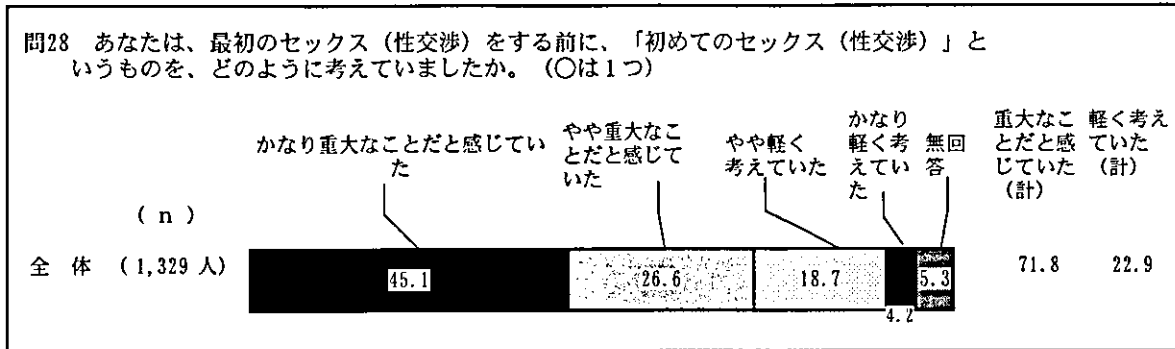 問28 あなたは、最初のセックス（性交渉）をする前に、「初めてのセックス（性交渉）」と
いうものを、どのように考えていましたか。（○は１つ）
かなり重大なことだと感じてい
た
やや重大なこ
とだと感じて
いた
やや軽く
考えていた
かなり
軽く考
えてい
た
無回
答
重大なこ
とだと感
じていた
（計）
軽く考え
ていた
（計）
（ｎ）
全 体 （1,329 人）
45.1
26.6
18.7
4.2
5.3
71.8
22.9